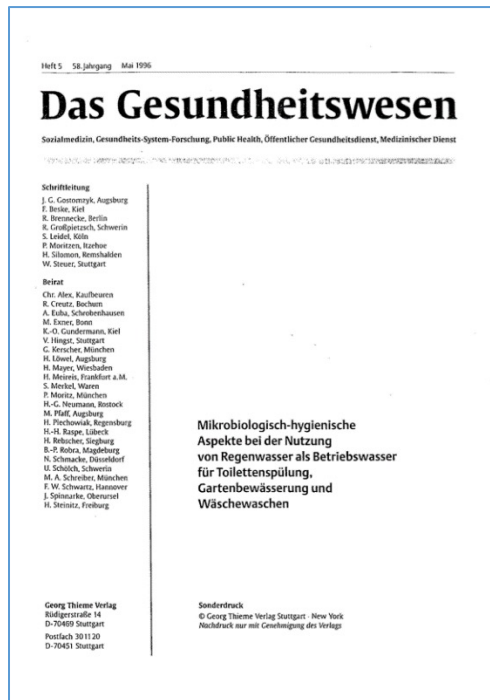 Heft 5 58. Jahrgang Mai 1996
Das Gesundheitswesen
Sozialmedizin, Gesundheits-System-Forschung, Public Health, Öffentlicher Gesundheitsdienst, Medizinischer Dienst
Schriftleitung
J. G. Gostomzyk, Augsburg
F. Beske, Kiel
R. Brennecke, Berlin
R. Großpietzsch, Schwerin
S. Leidel, Köln
P. Moritzen, Itzehoe
H. Silomon, Remshalden
W. Steuer, Stuttgart
Beirat
Chr. Alex, Kaufbeuren
R. Creutz, Bochum
A. Euba, Schrobenhausen
M. Exner, Bonn
K.-O. Gundermann, Kiel
V. Hingst, Stuttgart
G. Kerscher, München
H. Löwel, Augsburg
H. Mayer, Wiesbaden
H. Meireis, Frankfurt a.M.
S. Merkel, Waren
P. Moritz, München
H.-G. Neumann, Rostock
M. Pfaff, Augsburg
H. Piechowiak, Regensburg
H.-H. Raspe, Lübeck
H. Rebscher, Siegburg
B.-P. Robra, Magdeburg
N. Schmacke, Düsseldorf
U. Schölch, Schwerin
M. A. Schreiber, München
F. W. Schwartz, Hannover
J. Spinnarke, Oberursel
H. Steinitz, Freiburg
Mikrobiologisch-hygienische
Aspekte bei der Nutzung
von Regenwasser als Betriebswasser
für Toilettenspülung,
Gartenbewässerung und
Wäschewaschen
Georg Thieme Verlag
Rüdigerstraße 14
D-70469 Stuttgart
Postfach 30 11 20
D-70451 Stuttgart
Sonderdruck
© Georg Thieme Verlag Stuttgart · New York
Nachdruck nur mit Genehmigung des Verlags